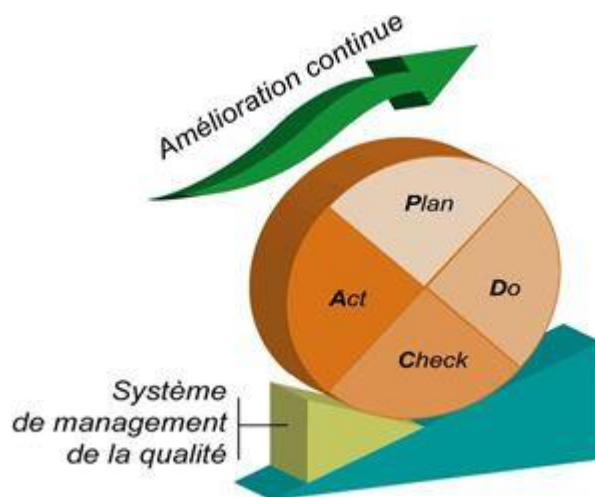 Amélioration continue
Plan
Do
Act
Check
Système
de management
de la qualité